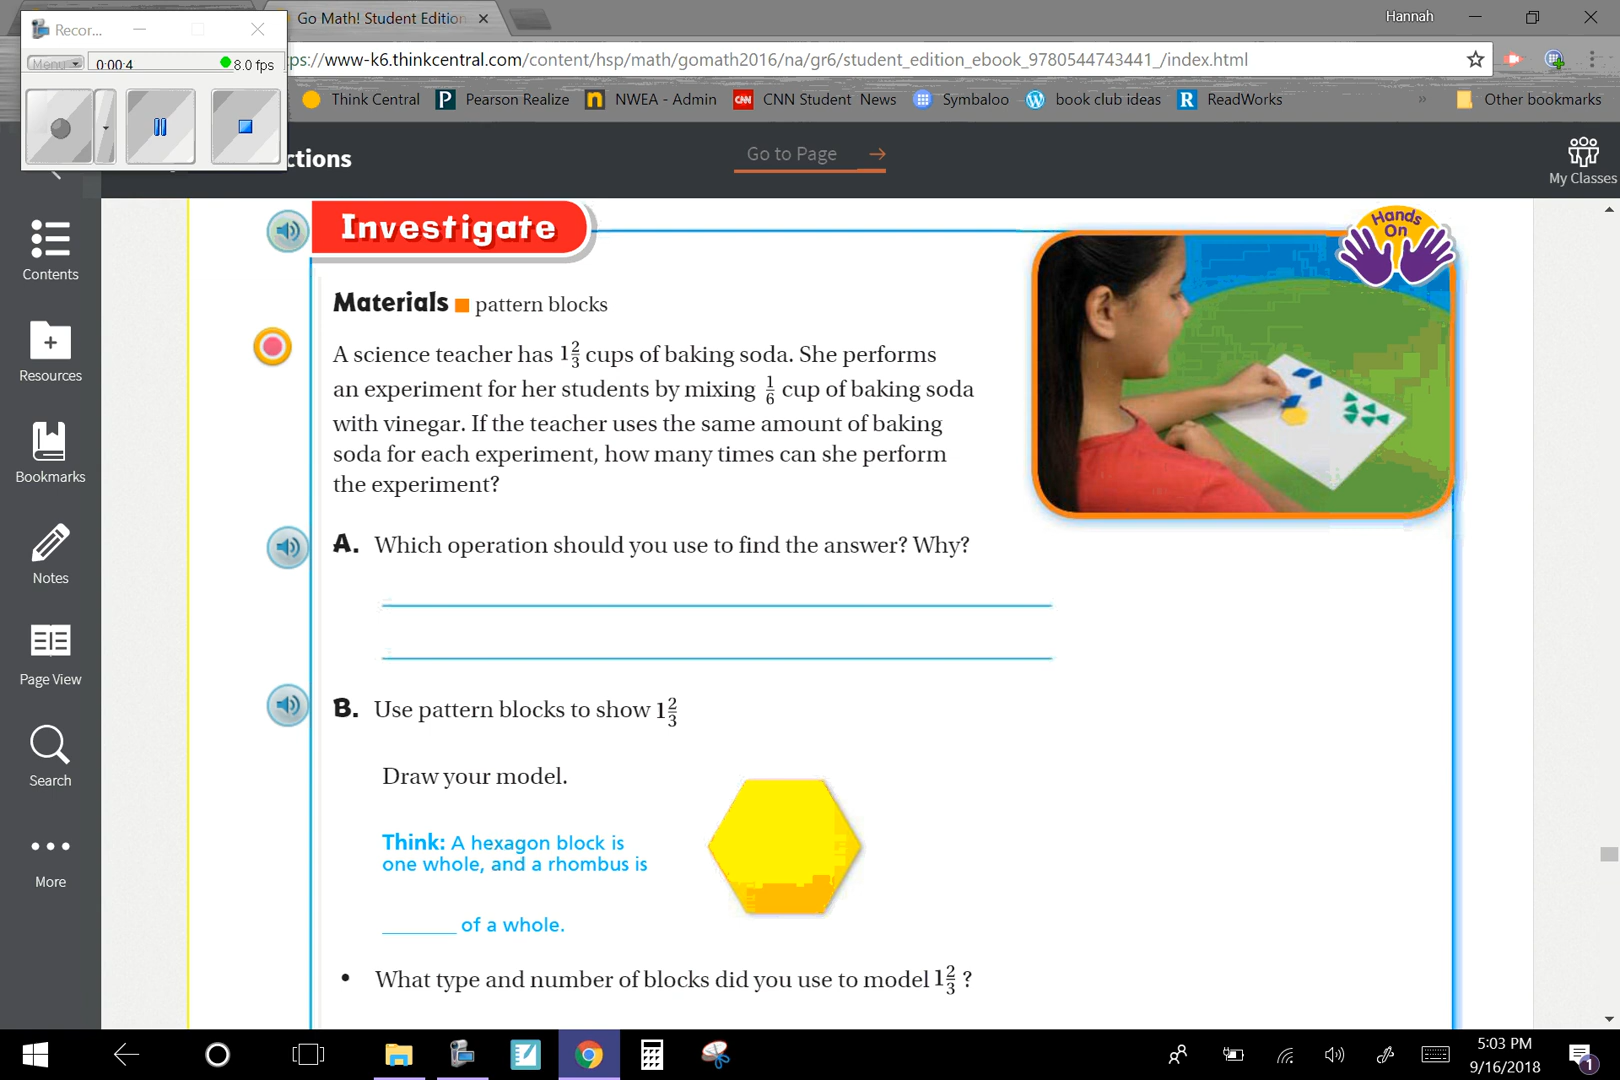 Recor...
Menu
0:00:4
8.0 fps
Go Math! Student Edition
Hannah
ps://www-k6.thinkcentral.com/content/hsp/math/gomath2016/na/gr6/student_edition_ebook_9780544743441_/index.html
Think Central
Pearson Realize
NWEA - Admin
CNN Student News
Symbaloo
book club ideas
ReadWorks
»
Other bookmarks
ctions
Go to Page
My Classes
Contents
Resources
Bookmarks
Notes
Page View
Search
More
Investigate
Hands
On
Materials ■ pattern blocks
A science teacher has 1 2/3 cups of baking soda. She performs
an experiment for her students by mixing 1/6 cup of baking soda
with vinegar. If the teacher uses the same amount of baking
soda for each experiment, how many times can she perform
the experiment?
A. Which operation should you use to find the answer? Why?
B. Use pattern blocks to show 1 2/3
Draw your model.
Think: A hexagon block is
one whole, and a rhombus is
________ of a whole.
• What type and number of blocks did you use to model 1 2/3 ?
5:03 PM
9/16/2018
1